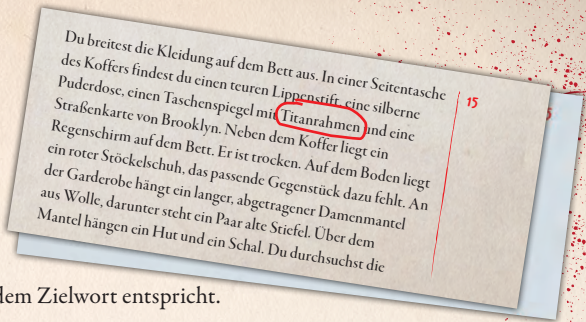 Du breitest die Kleidung auf dem Bett aus. In einer Seitentasche
des Koffers findest du einen teuren Lippenstift, eine silberne
Puderdose, einen Taschenspiegel mit Titanrahmen und eine
Straßenkarte von Brooklyn. Neben dem Koffer liegt ein
Regenschirm auf dem Bett. Er ist trocken. Auf dem Boden liegt
ein roter Stöckelschuh, das passende Gegenstück dazu fehlt. An
der Garderobe hängt ein langer, abgetragener Damenmantel
aus Wolle, darunter steht ein Paar alte Stiefel. Über dem
Mantel hängen ein Hut und ein Schal. Du durchsuchst die
15
dem Zielwort entspricht.